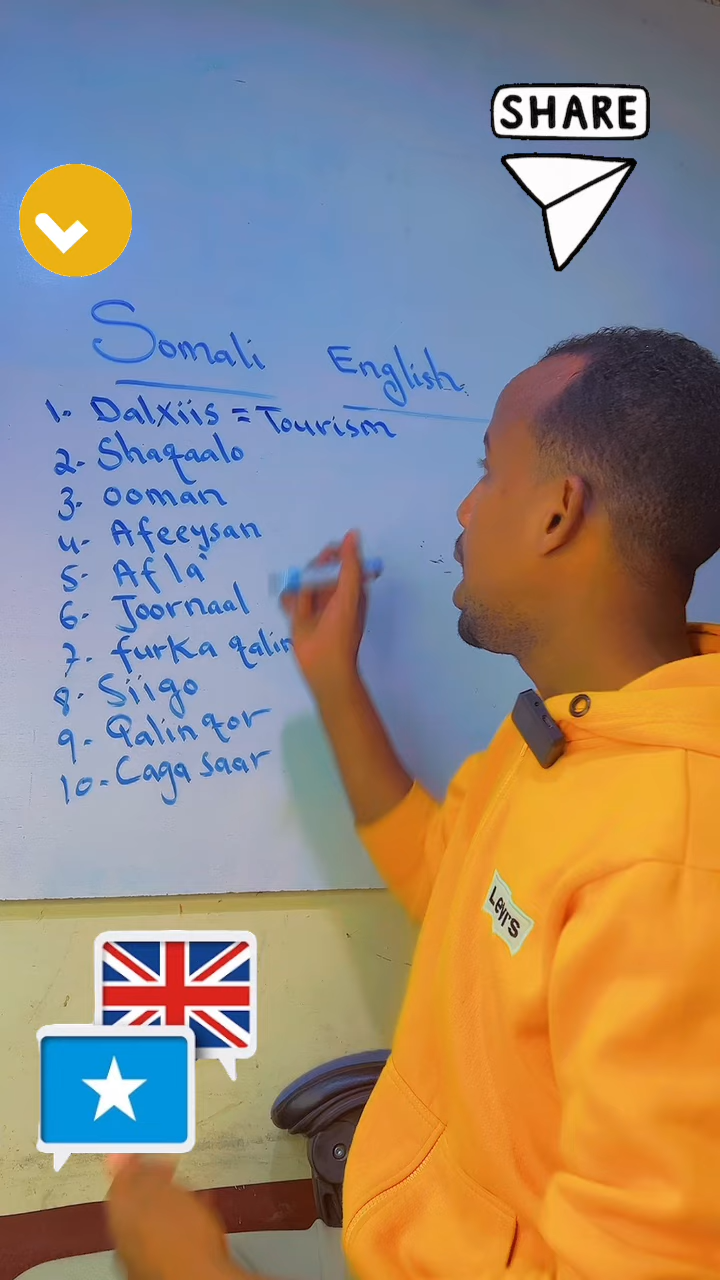 SHARE
Somali English
1. Dalxiis = Tourism
2. Shaqaalo
3. ooman
4. Afeeysan
5. Afla'
6. Joornaal
7. furka qalin
8. Siigo
9. Qalin qor
10. Caga saar
Levi's